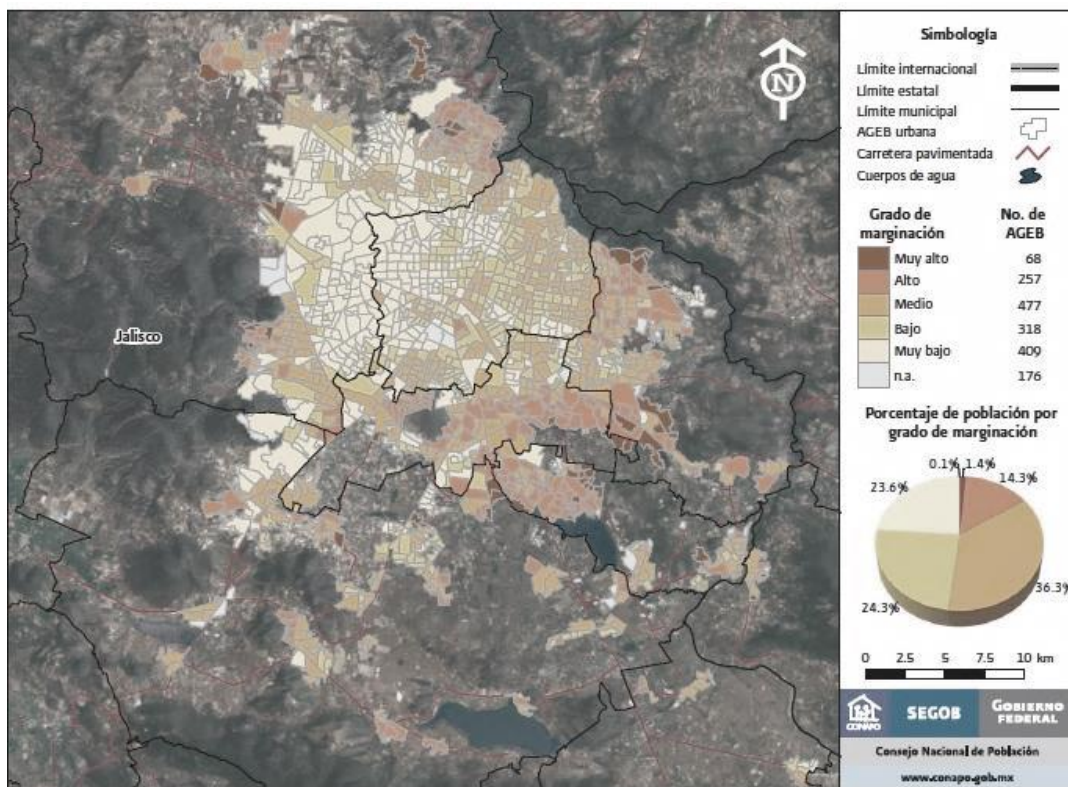 N
Jalisco
Simbología
Límite internacional
Límite estatal
Límite municipal
AGEB urbana
Carretera pavimentada
Cuerpos de agua
Grado de marginación No. de AGEB
Muy alto 68
Alto 257
Medio 477
Bajo 318
Muy bajo 409
n.a. 176
Porcentaje de población por
grado de marginación
0.1% 1.4%
23.6% 14.3%
24.3% 36.3%
0 2.5 5 7.5 10 km
CONAPO SEGOB GOBIERNO
FEDERAL
Consejo Nacional de Población
www.conapo.gob.mx